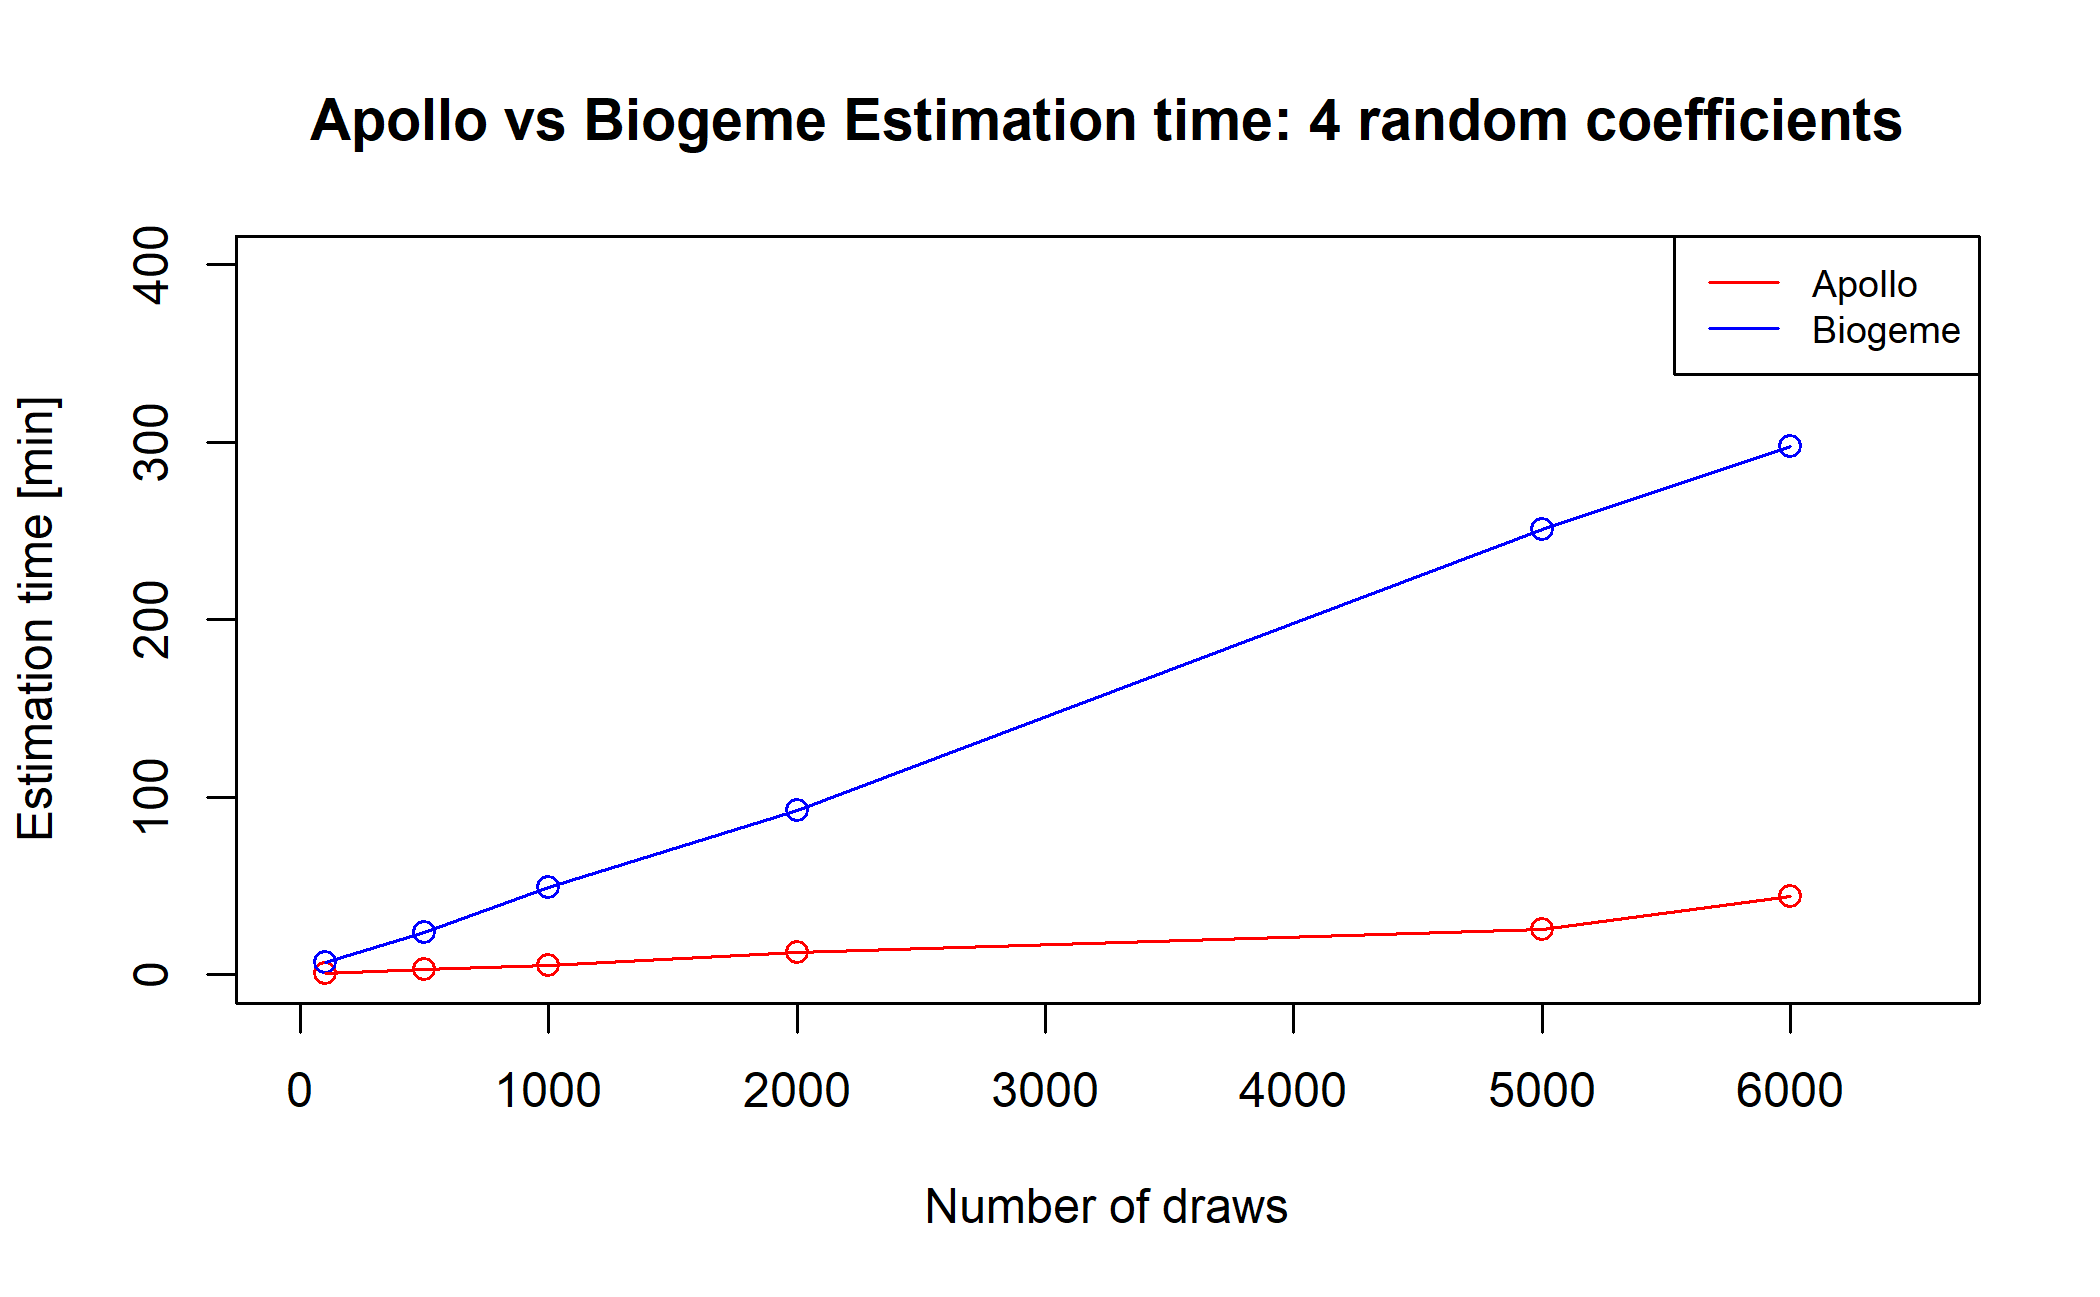 Apollo vs Biogeme Estimation time: 4 random coefficients
Apollo
Biogeme
Estimation time [min]
400
300
200
100
0
0 1000 2000 3000 4000 5000 6000
Number of draws